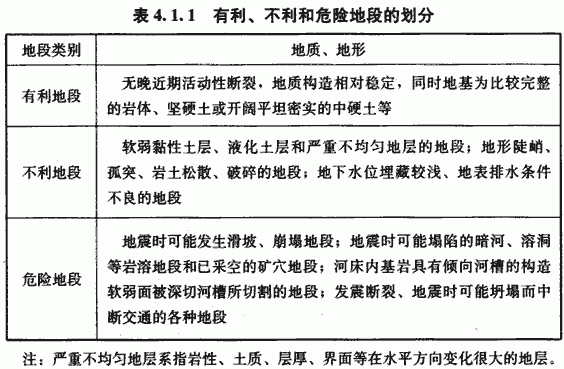 表 4.1.1 有利、不利和危险地段的划分
地段类别 地质、地形
有利地段
无晚近期活动性断裂，地质构造相对稳定，同时地基为比较完整
的岩体、坚硬土或开阔平坦密实的中硬土等
不利地段
软弱黏性土层、液化土层和严重不均匀地层的地段；地形陡峭、
孤突、岩土松散、破碎的地段；地下水位埋藏较浅、地表排水条件
不良的地段
危险地段
地震时可能发生滑坡、崩塌地段；地震时可能塌陷的暗河、溶洞
等岩溶地段和已采空的矿穴地段；河床内基岩具有倾向河槽的构造
软弱面被深切河槽所切割的地段；发震断裂、地震时可能坍塌而中
断交通的各种地段
注：严重不均匀地层系指岩性、土质、层厚、界面等在水平方向变化很大的地层。